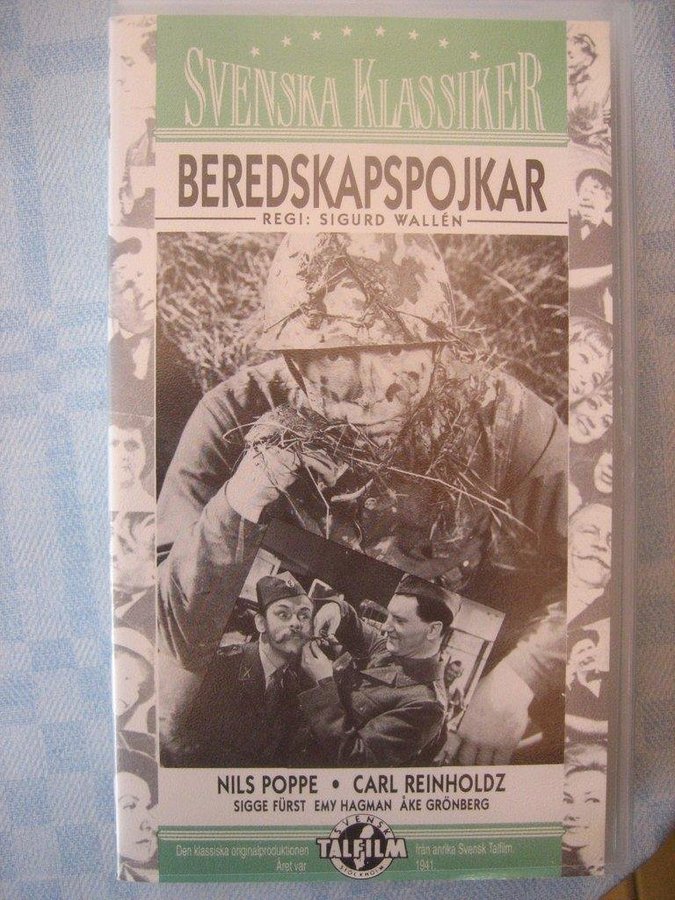 SVENSKA KLASSIKER
BEREDSKAPSPOJKAR
REGI: SIGURD WALLÉN
NILS POPPE • CARL REINHOLDZ
SIGGE FÜRST EMY HAGMAN ÅKE GRÖNBERG
Den klassiska originalproduktionen
Året var
SVENSK
TALFILM
STOCKHOLM
från anrika Svensk Talfilm.
1941.